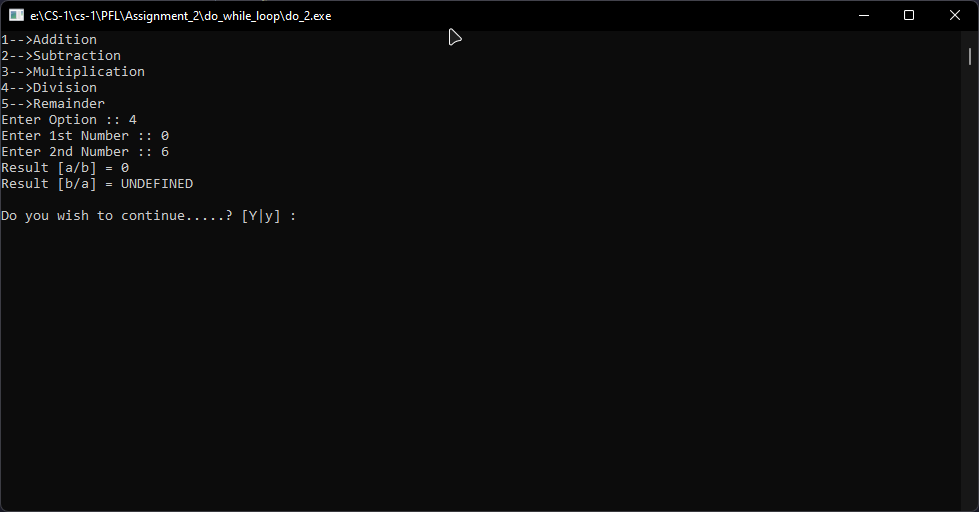 e:\CS-1\cs-1\PFL\Assignment_2\do_while_loop\do_2.exe
1-->Addition
2-->Subtraction
3-->Multiplication
4-->Division
5-->Remainder
Enter Option :: 4
Enter 1st Number :: 0
Enter 2nd Number :: 6
Result [a/b] = 0
Result [b/a] = UNDEFINED
Do you wish to continue.....? [Y|y] :